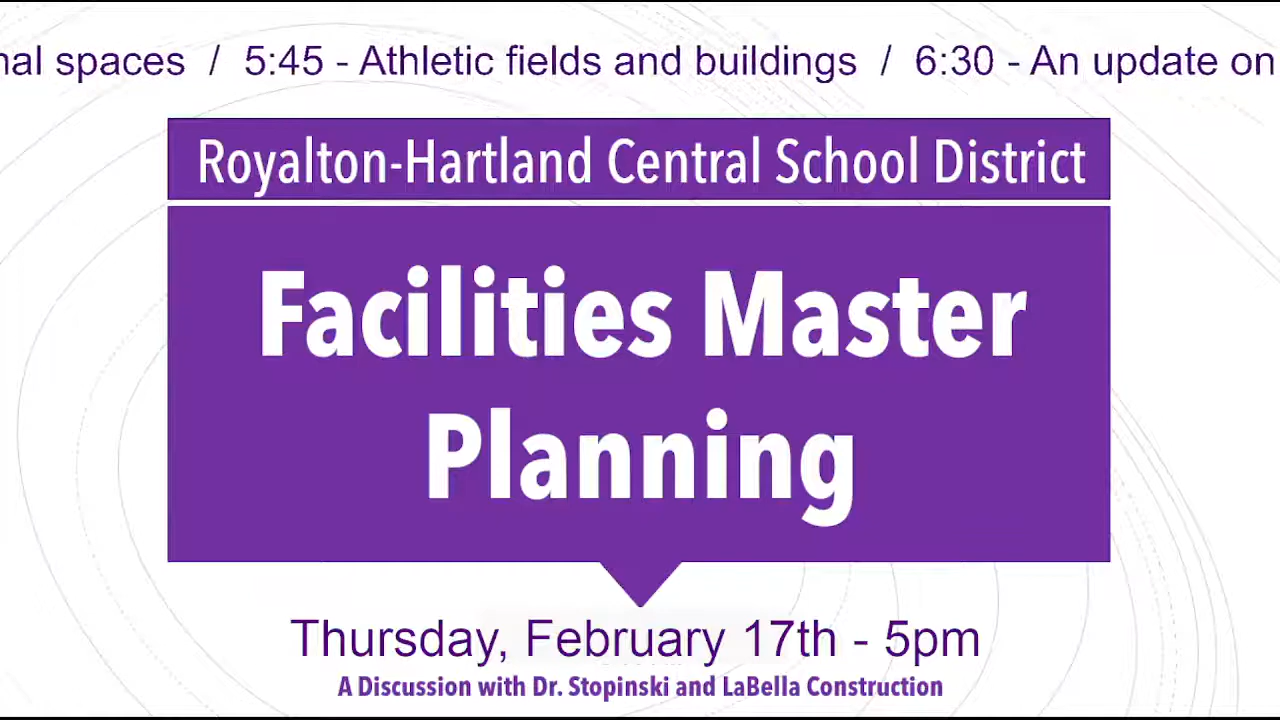 nal spaces / 5:45 - Athletic fields and buildings / 6:30 - An update on
Royalton-Hartland Central School District
Facilities Master
Planning
Thursday, February 17th - 5pm
A Discussion with Dr. Stopinski and LaBella Construction